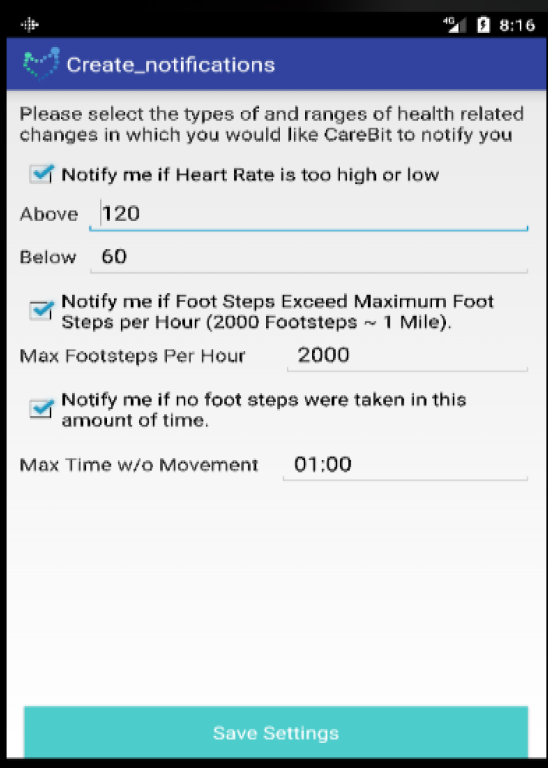 4G 8:16
Create_notifications
Please select the types of and ranges of health related
changes in which you would like CareBit to notify you
Notify me if Heart Rate is too high or low
Above 120
Below 60
Notify me if Foot Steps Exceed Maximum Foot
Steps per Hour (2000 Footsteps ~ 1 Mile).
Max Footsteps Per Hour 2000
Notify me if no foot steps were taken in this
amount of time.
Max Time w/o Movement 01:00
Save Settings